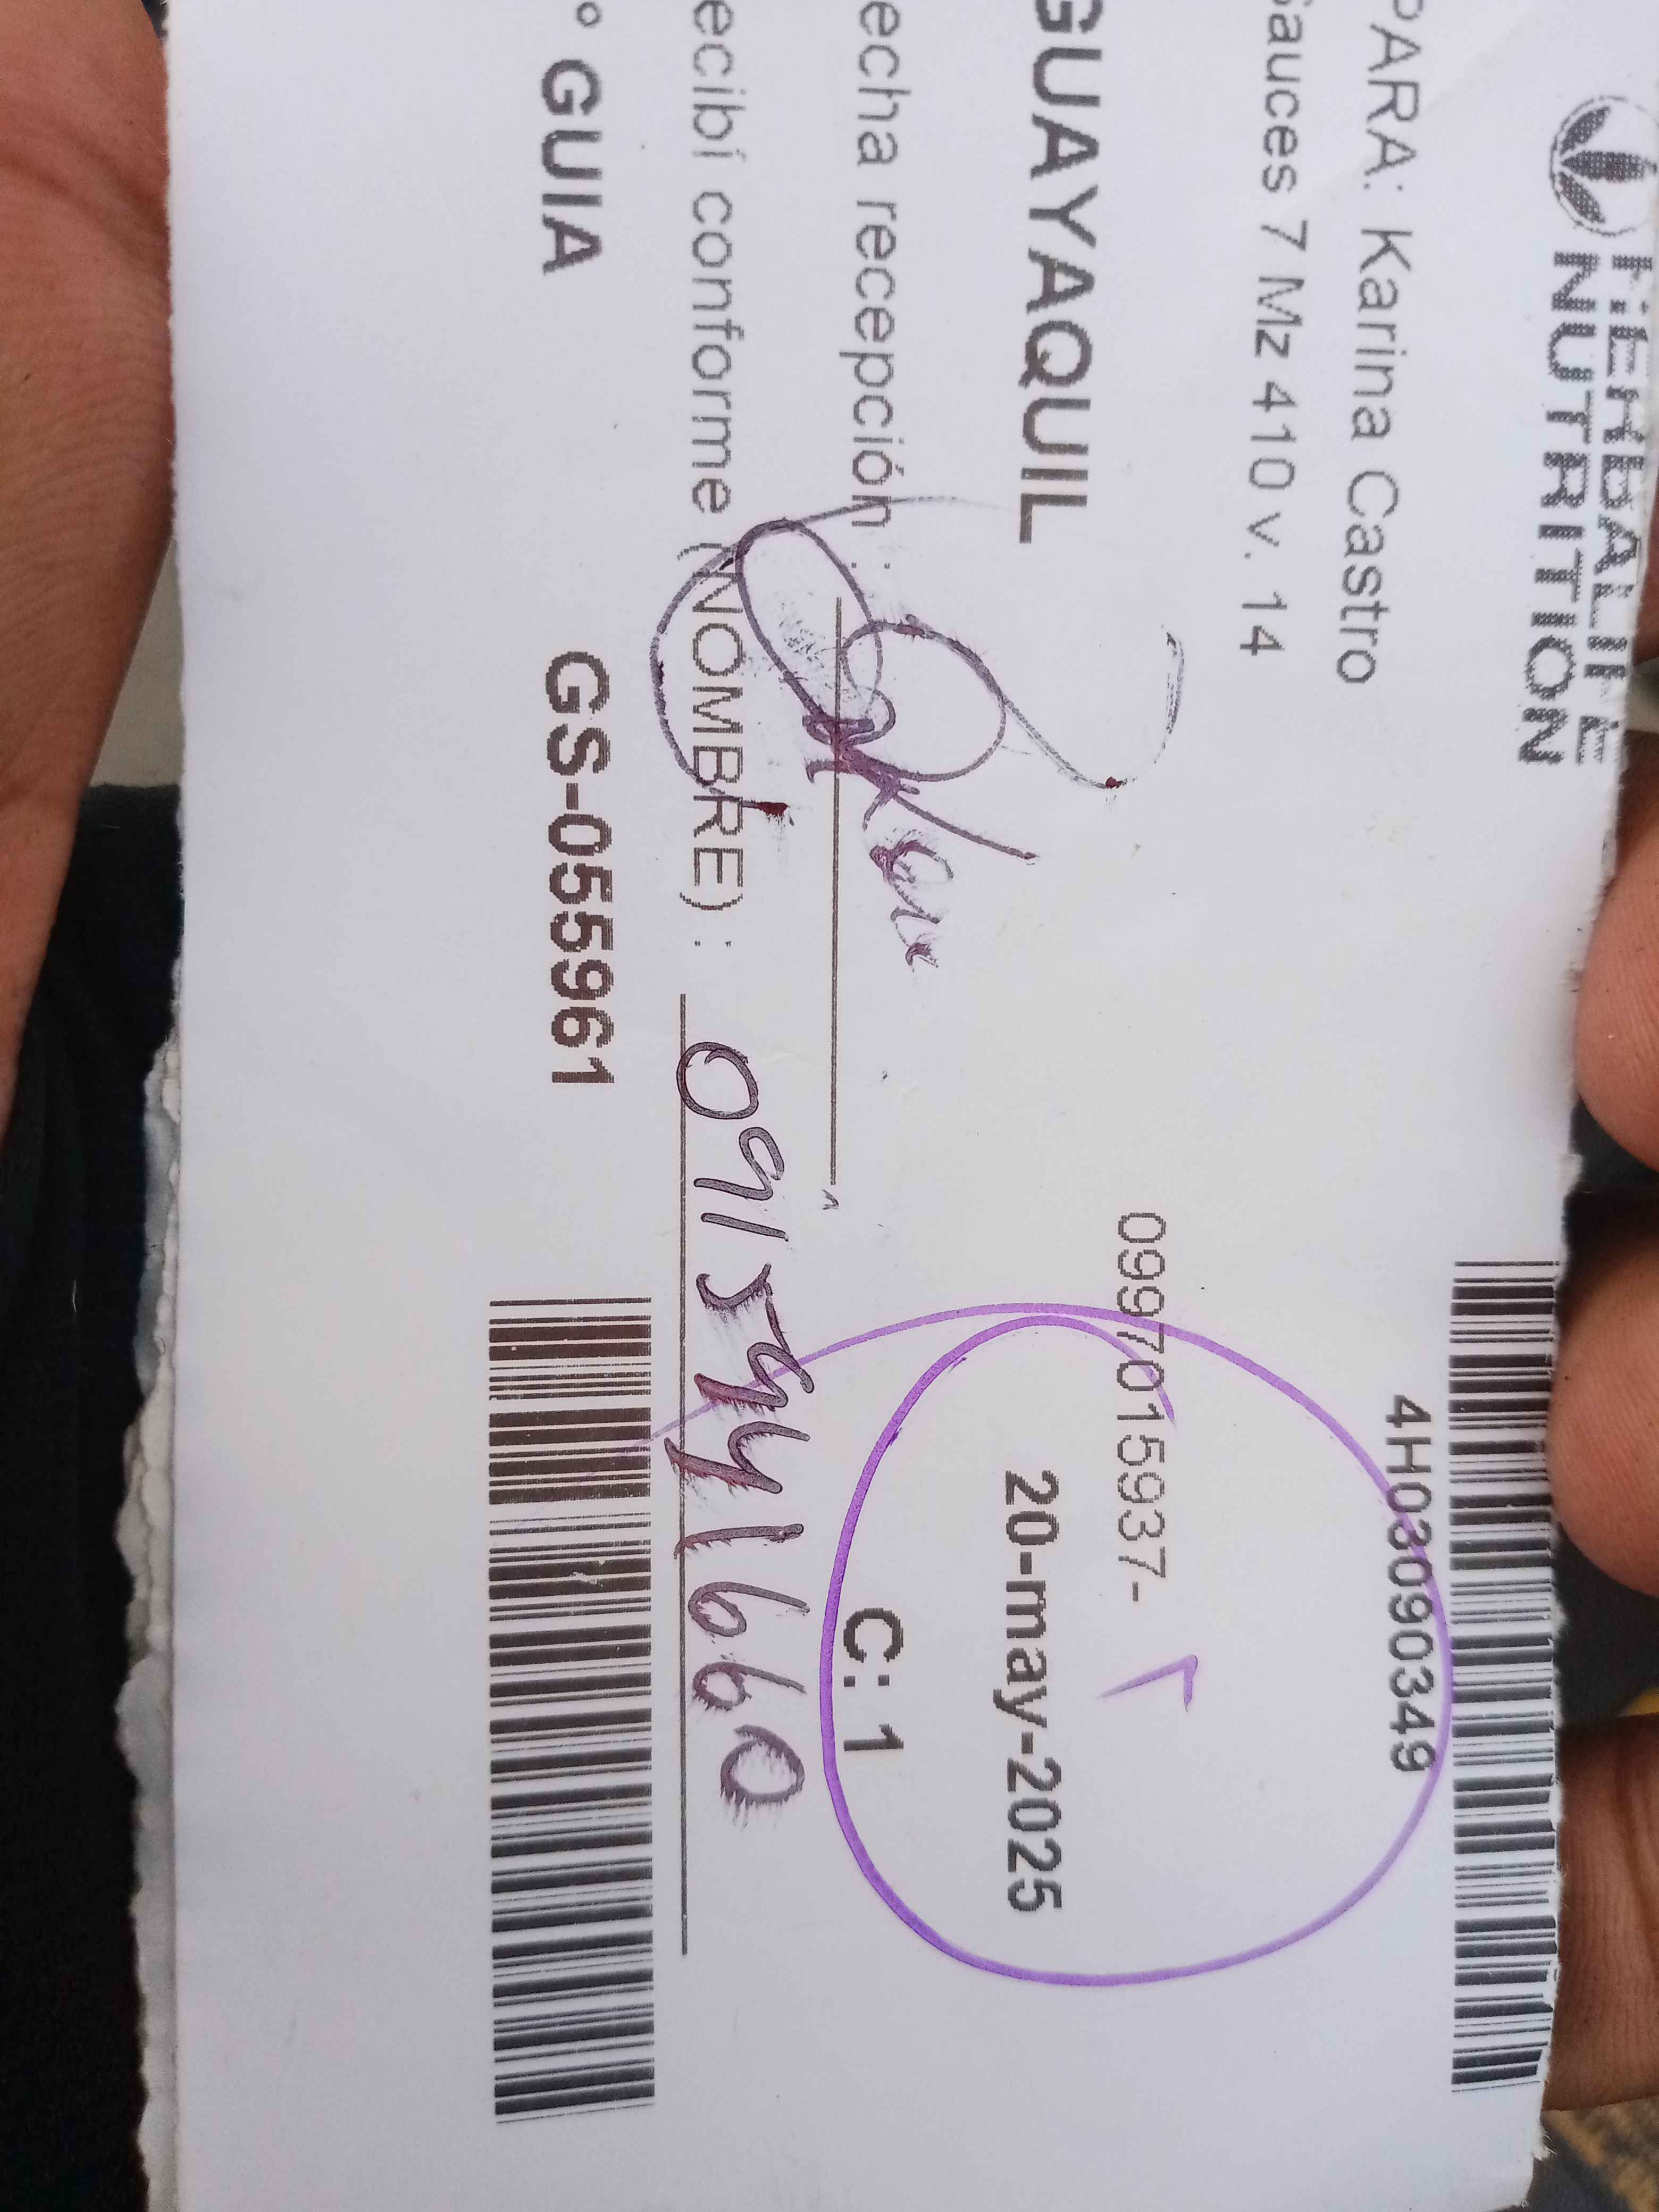 HERBALIFE
NUTRITION
4H03090349
PARA: Karina Castro
Sauces 7 Mz 410 v. 14
0997015937-
GUAYAQUIL
20-may-2025
echa recepción :
C: 1
ecibí conforme (NOMBRE) : 0915941660
° GUIA
GS-055961